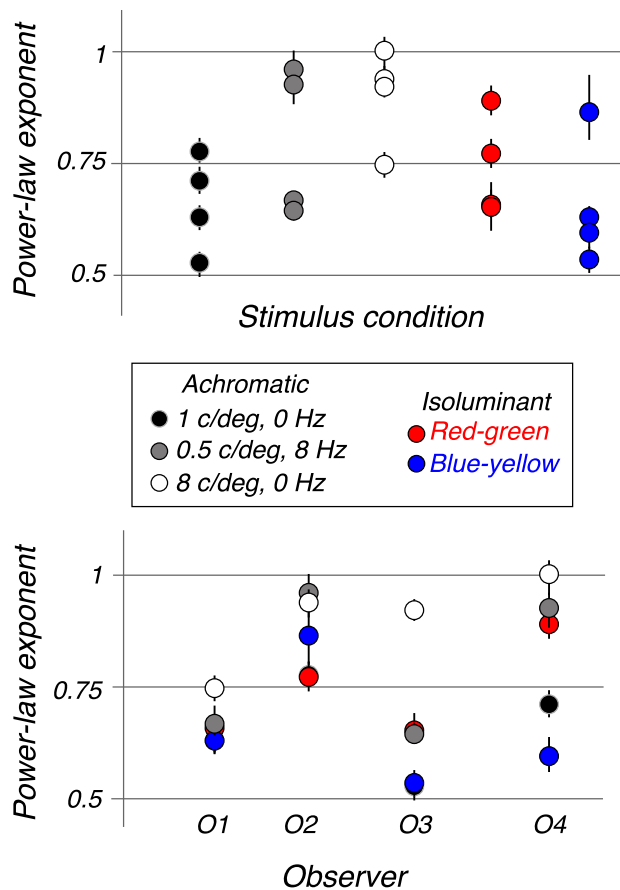 Power-law exponent
1
0.75
0.5
Stimulus condition
Achromatic
1 c/deg, 0 Hz
0.5 c/deg, 8 Hz
8 c/deg, 0 Hz
Isoluminant
Red-green
Blue-yellow
Power-law exponent
1
0.75
0.5
O1 O2 O3 O4
Observer